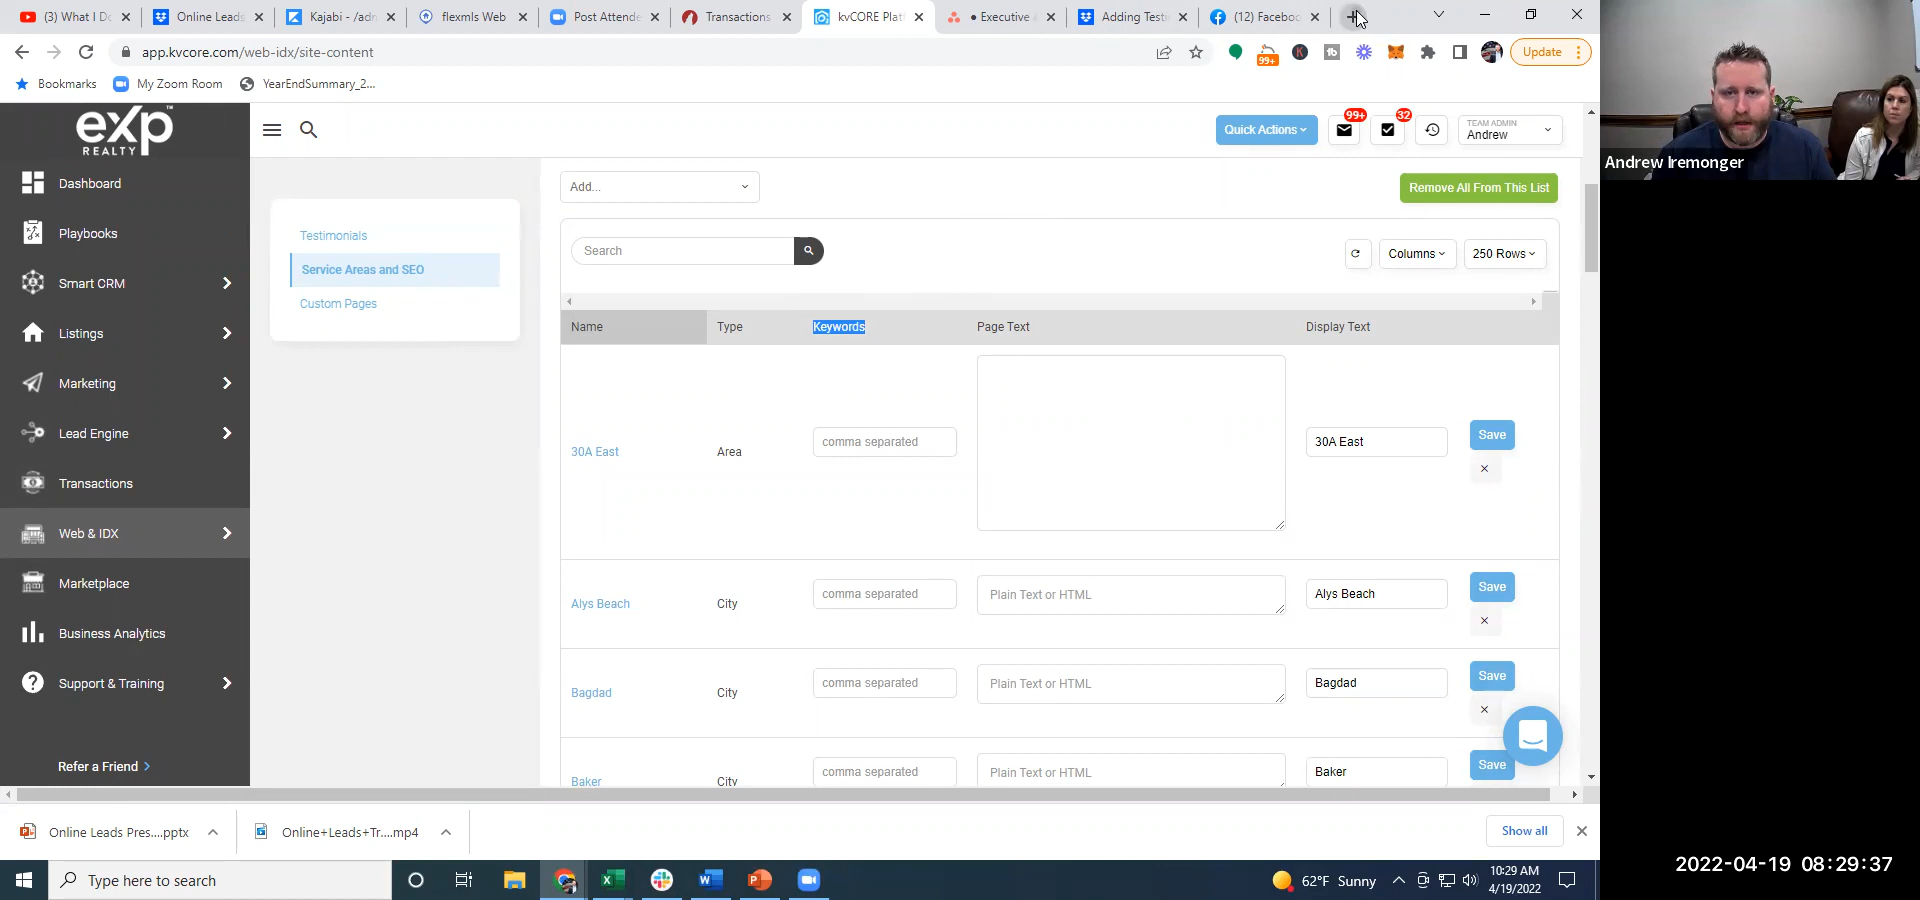 (3) What I Do
Online Leads
Kajabi - /adn
flexmls Web
Post Attende
Transactions
kvCORE Plat
● Executive
Adding Testi
(12) Faceboo
app.kvcore.com/web-idx/site-content
99+
Update
Bookmarks
My Zoom Room
YearEndSummary_2...
eXp
REALTY
Dashboard
Playbooks
Smart CRM
Listings
Marketing
Lead Engine
Transactions
Web & IDX
Marketplace
Business Analytics
Support & Training
Refer a Friend
Quick Actions
99+
32
TEAM ADMIN
Andrew
Testimonials
Service Areas and SEO
Custom Pages
Add...
Remove All From This List
Search
Columns
250 Rows
Name Type Keywords Page Text Display Text
30A East Area comma separated 30A East Save
Alys Beach City comma separated Plain Text or HTML Alys Beach Save
Bagdad City comma separated Plain Text or HTML Bagdad Save
Baker City comma separated Plain Text or HTML Baker Save
Online Leads Pres....pptx
Online+Leads+Tr....mp4
Show all
Type here to search
62°F Sunny
10:29 AM
4/19/2022
Andrew Iremonger
2022-04-19 08:29:37